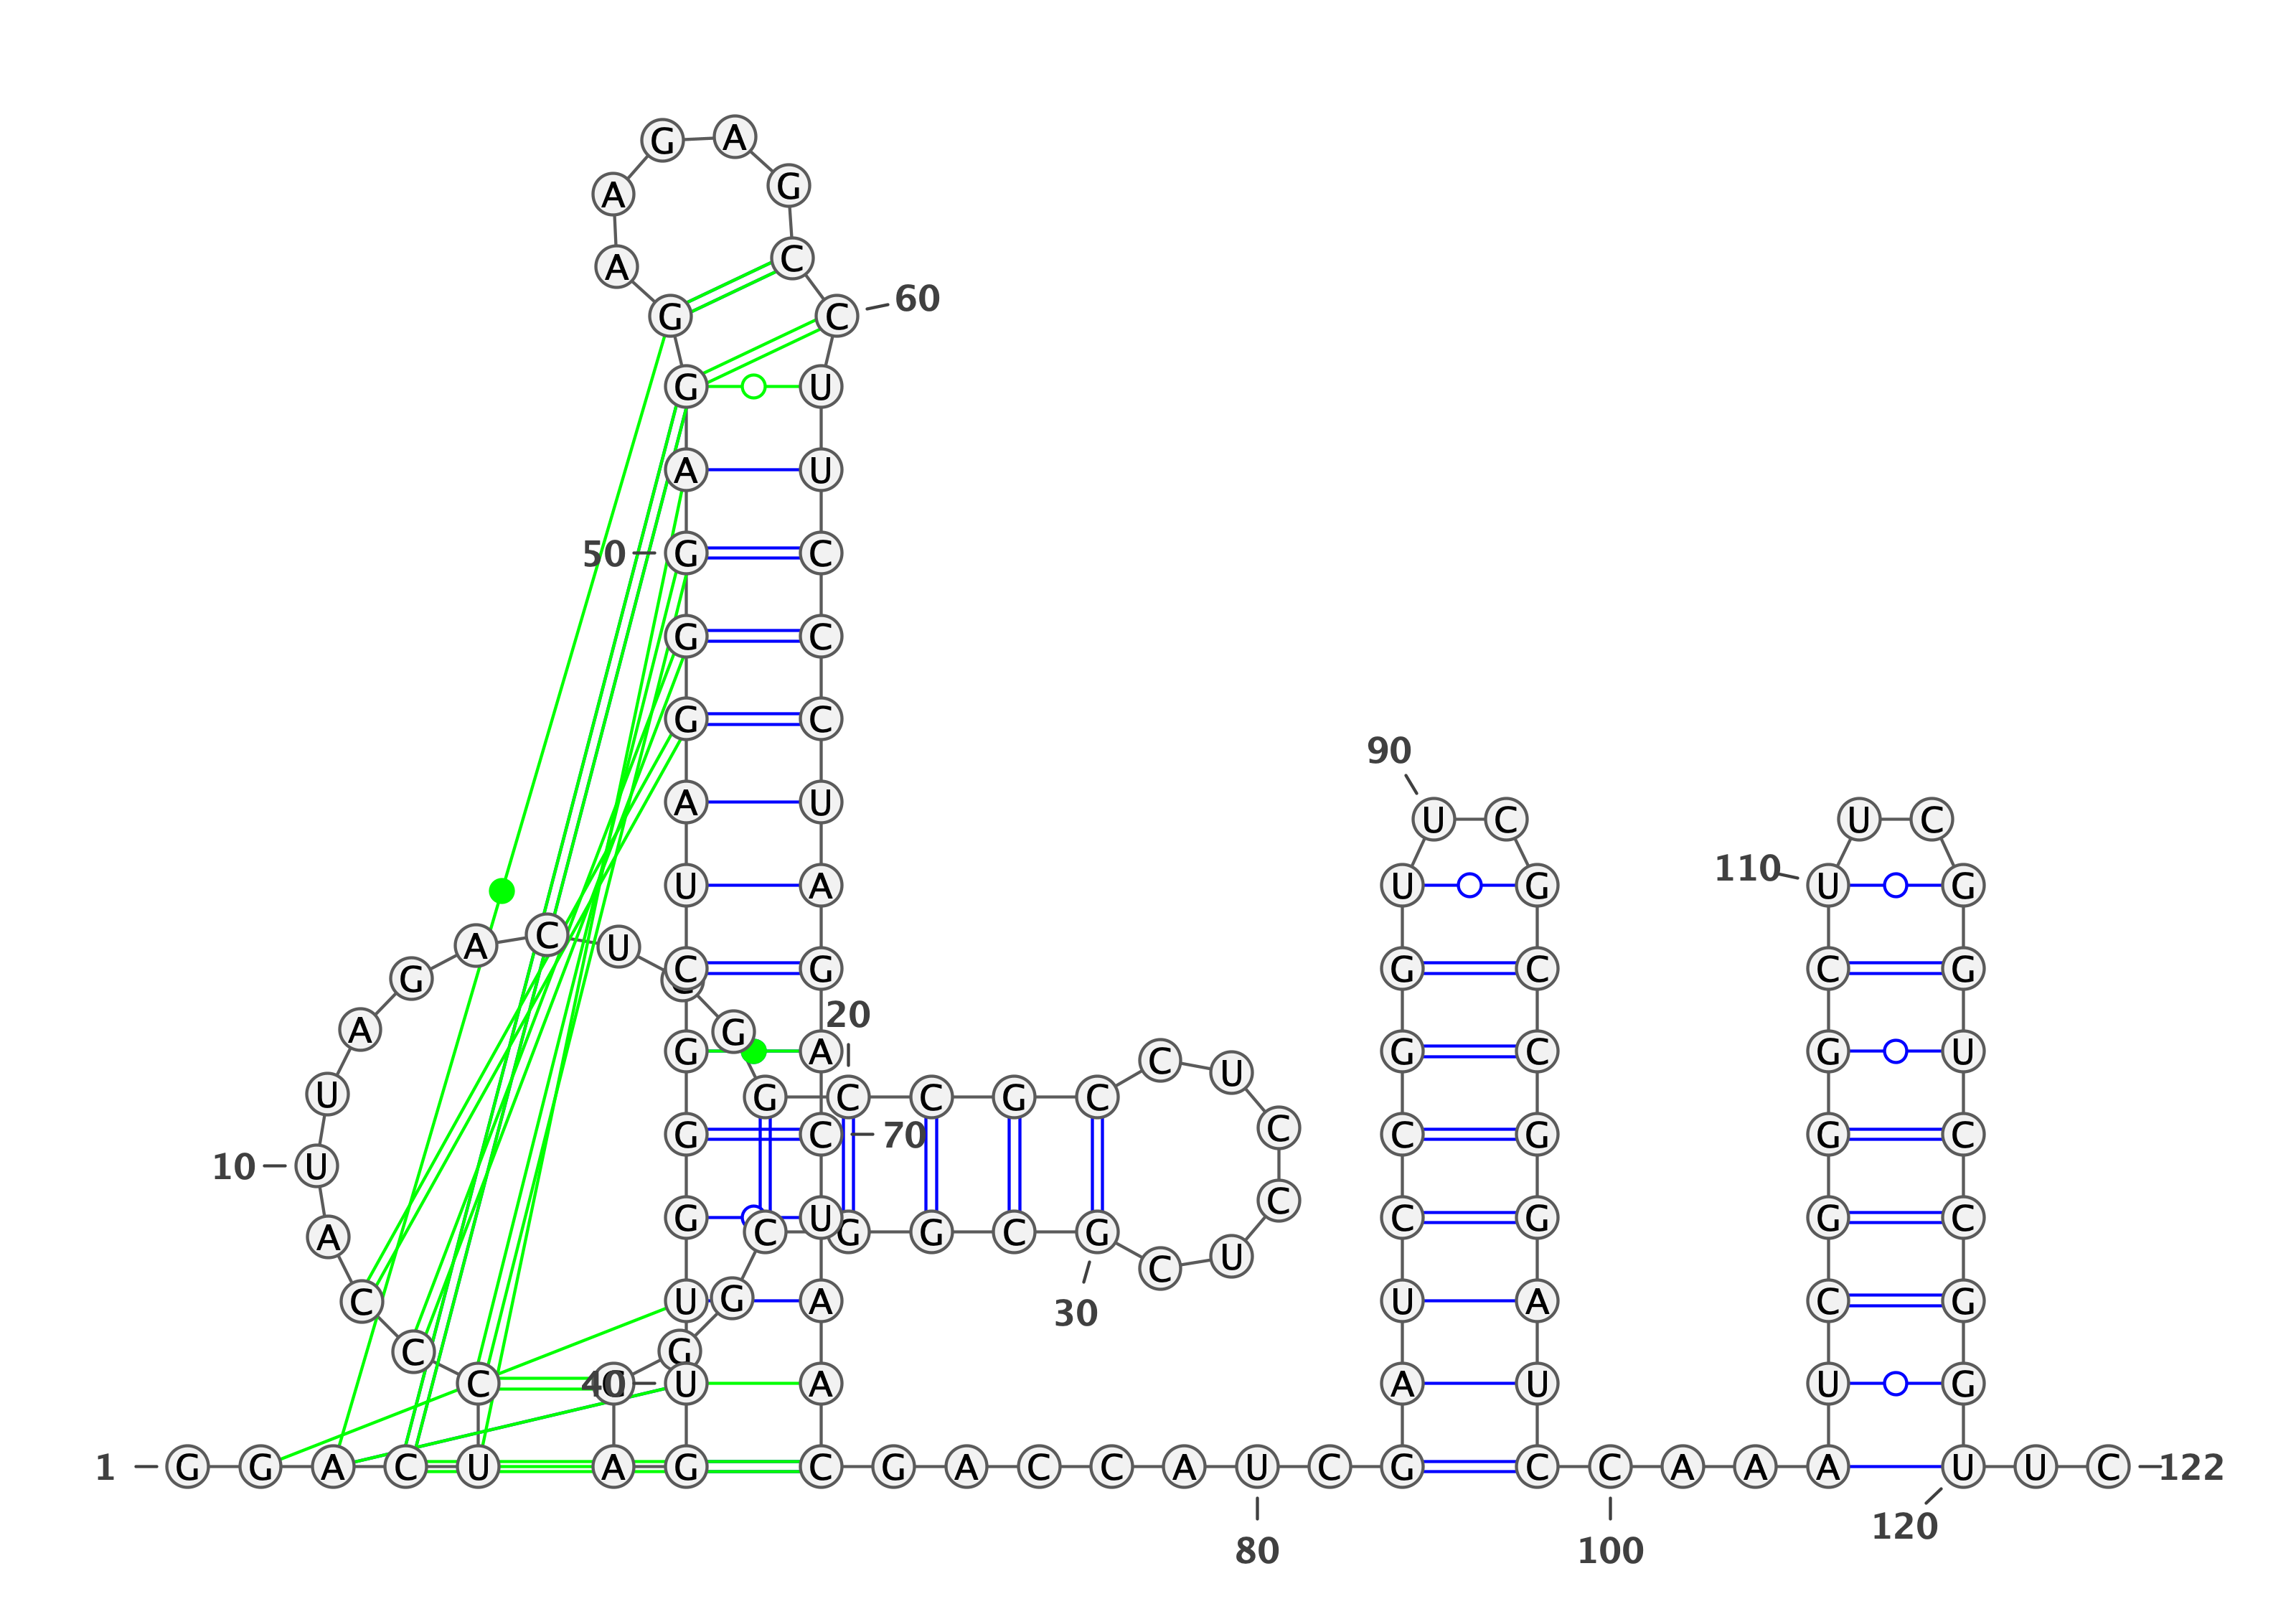 G A
A G
A C
G C 60
G U
A U
50 G C
G C
G C
90
A U U C U C
U A U G 110 U G
A C U
G C G G C C G
C
20
A G
G A C U G C G U
U G C C G C
C
G C 70 C G G C
10 U
C
G U C G G C
A C G G C G
U C
C U G A U A C G
30
C G
C 40 C U A A U U G
1 G G A C U A G C G A C C A U C G C C A A A U U C 122
120
80 100